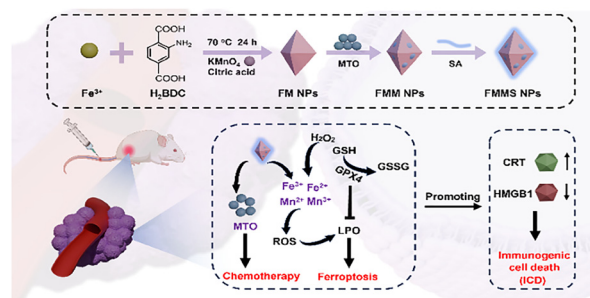 70 °C 24 h
KMnO₄
Citric acid
MTO
SA
COOH
NH₂
COOH
Fe³⁺
H₂BDC
FM NPs
FMM NPs
FMMS NPs
H₂O₂
GSH
GPX4
GSSG
Fe³⁺ Fe²⁺
Mn²⁺ Mn³⁺
MTO
ROS
LPO
Chemotherapy
Ferroptosis
Promoting
CRT
HMGB1
Immunogenic
cell death
(ICD)